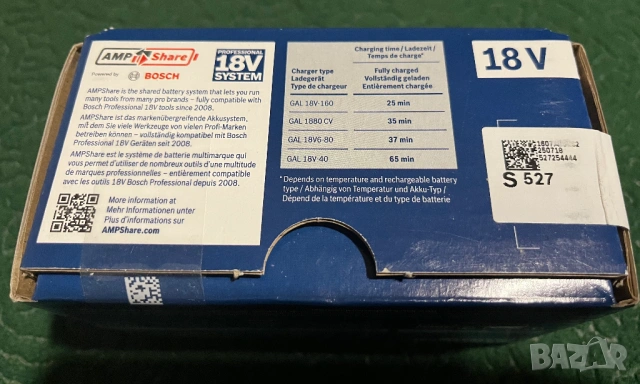 AMP Share
Powered by BOSCH
PROFESSIONAL
18V
SYSTEM
AMPShare is the shared battery system that lets you run
many tools from many pro brands – fully compatible with
Bosch Professional 18V tools since 2008.
AMPShare ist das markenübergreifende Akkusystem,
mit dem Sie viele Werkzeuge von vielen Profi-Marken
betreiben können – vollständig kompatibel mit Bosch
Professional 18V Geräten seit 2008.
AMPShare est le système de batterie multimarque qui
vous permet d'utiliser de nombreux outils d'une multitude
de marques professionnelles – entièrement compatible
avec les outils 18V Bosch Professional depuis 2008.
More information at
Mehr Informationen unter
Plus d'informations sur
AMPShare.com
Charging time / Ladezeit /
Temps de charge*
Charger type
Ladegerät
Type de chargeur
Fully charged
Vollständig geladen
Entièrement chargée
GAL 18V-160 25 min
GAL 1880 CV 35 min
GAL 18V6-80 37 min
GAL 18V-40 65 min
*Depends on temperature and rechargeable battery
type / Abhängig von Temperatur und Akku-Typ /
Dépend de la température et du type de batterie
18 V
250718
527254444
S 527
BAZAR